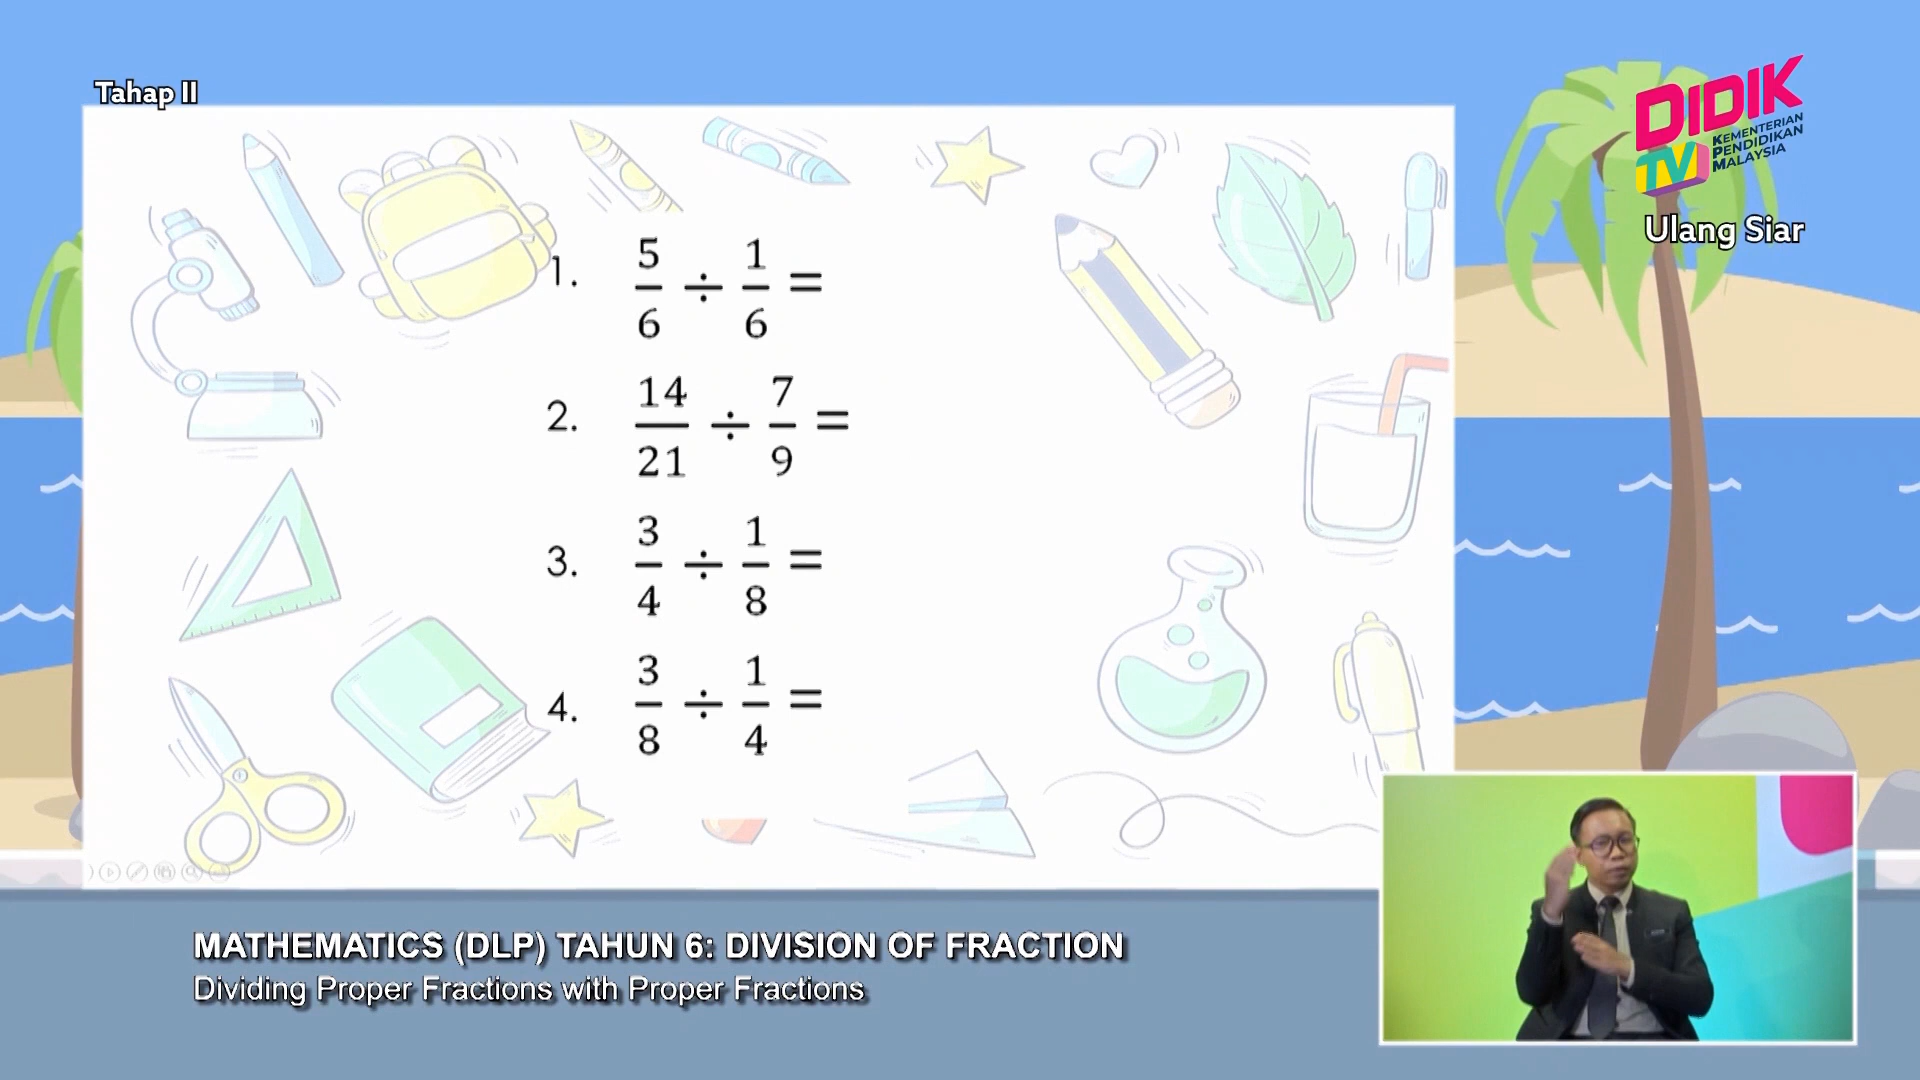 Tahap II
DIDIK
TV
KEMENTERIAN
PENDIDIKAN
MALAYSIA
Ulang Siar
1. 5/6 ÷ 1/6 =
2. 14/21 ÷ 7/9 =
3. 3/4 ÷ 1/8 =
4. 3/8 ÷ 1/4 =
MATHEMATICS (DLP) TAHUN 6: DIVISION OF FRACTION
Dividing Proper Fractions with Proper Fractions